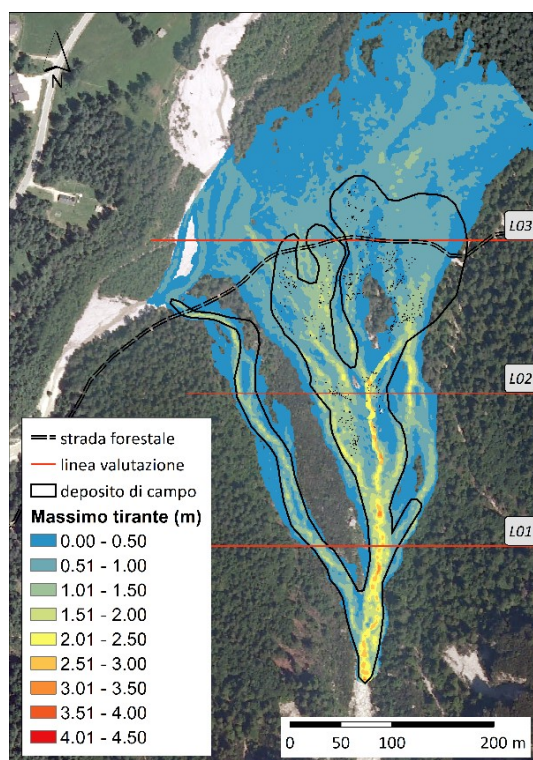 N
L03
L02
L01
strada forestale
linea valutazione
deposito di campo
Massimo tirante (m)
0.00 - 0.50
0.51 - 1.00
1.01 - 1.50
1.51 - 2.00
2.01 - 2.50
2.51 - 3.00
3.01 - 3.50
3.51 - 4.00
4.01 - 4.50
0 50 100 200 m